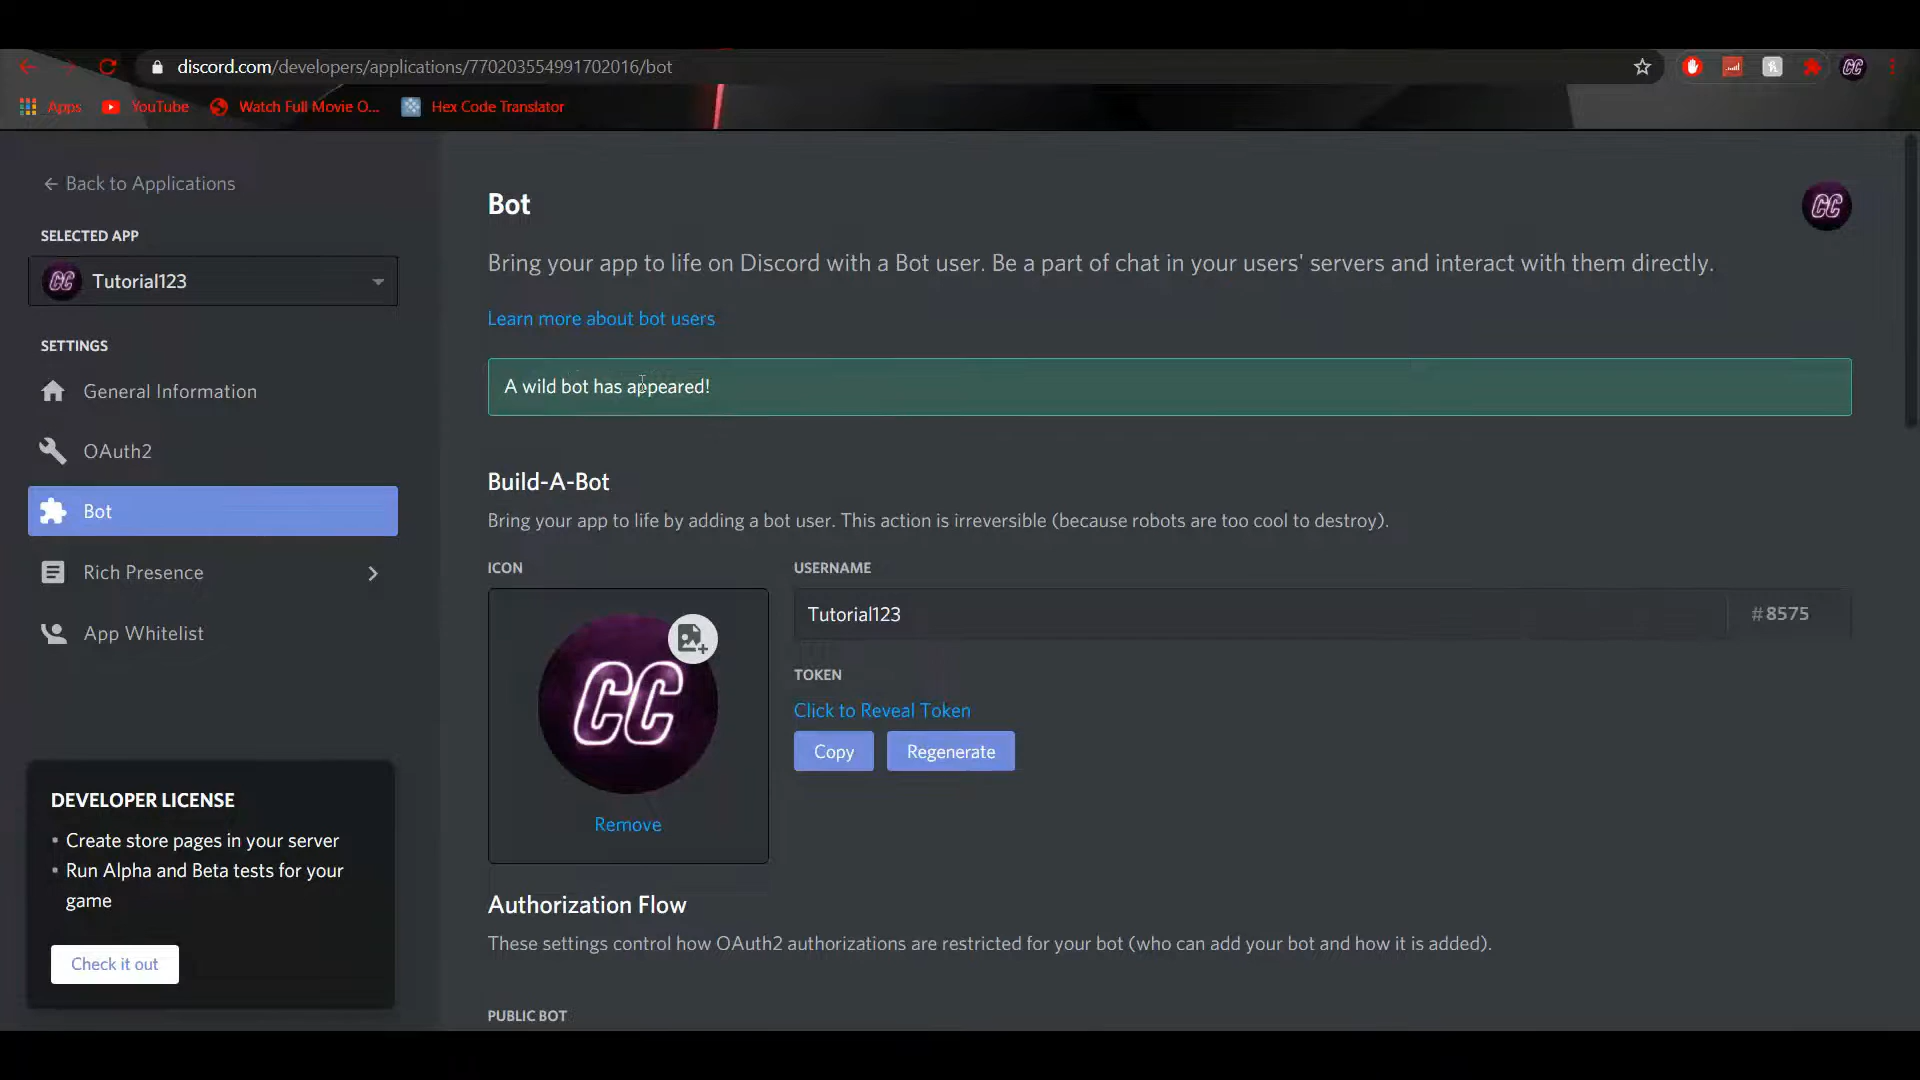 discord.com/developers/applications/770203554991702016/bot
Apps
YouTube
Watch Full Movie O...
Hex Code Translator
CC
Back to Applications
SELECTED APP
CC
Tutorial123
SETTINGS
General Information
OAuth2
Bot
Rich Presence
App Whitelist
DEVELOPER LICENSE
• Create store pages in your server
• Run Alpha and Beta tests for your
game
Check it out
Bot
CC
Bring your app to life on Discord with a Bot user. Be a part of chat in your users' servers and interact with them directly.
Learn more about bot users
A wild bot has appeared!
Build-A-Bot
Bring your app to life by adding a bot user. This action is irreversible (because robots are too cool to destroy).
ICON
CC
Remove
USERNAME
Tutorial123
#8575
TOKEN
Click to Reveal Token
Copy
Regenerate
Authorization Flow
These settings control how OAuth2 authorizations are restricted for your bot (who can add your bot and how it is added).
PUBLIC BOT